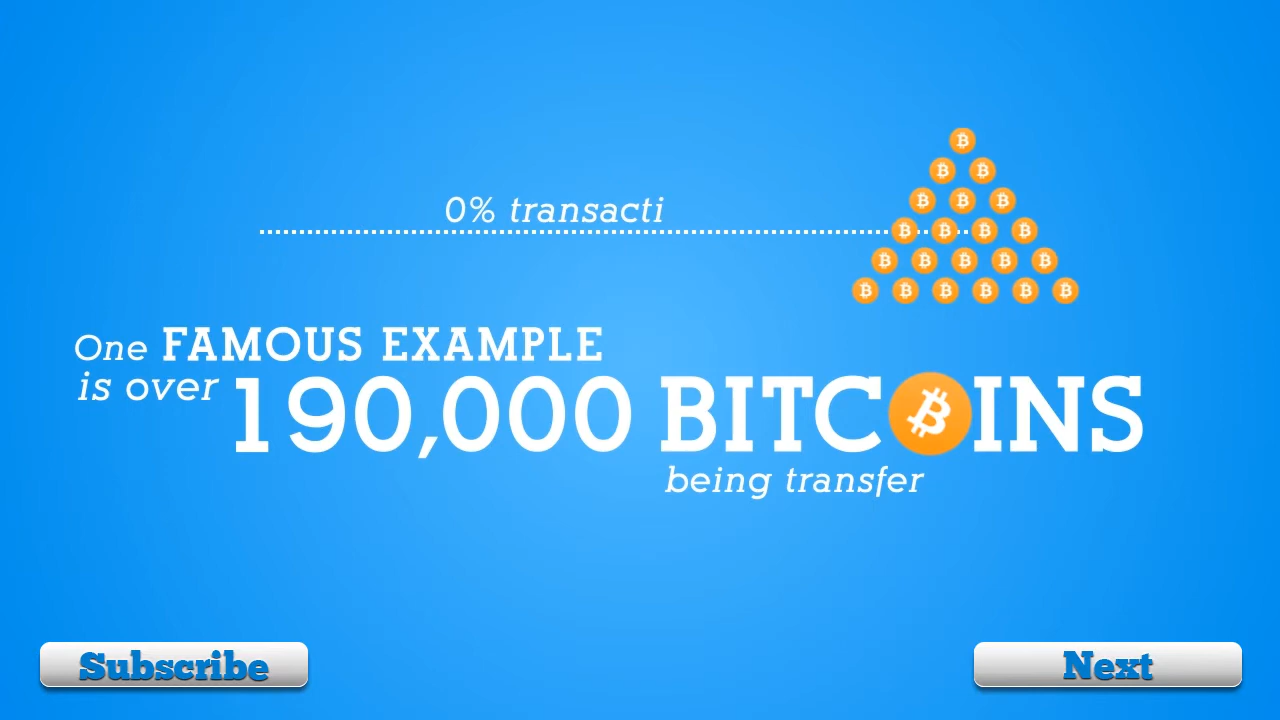 0% transacti
One FAMOUS EXAMPLE
is over 190,000 BITCOINS
being transfer
Subscribe
Next